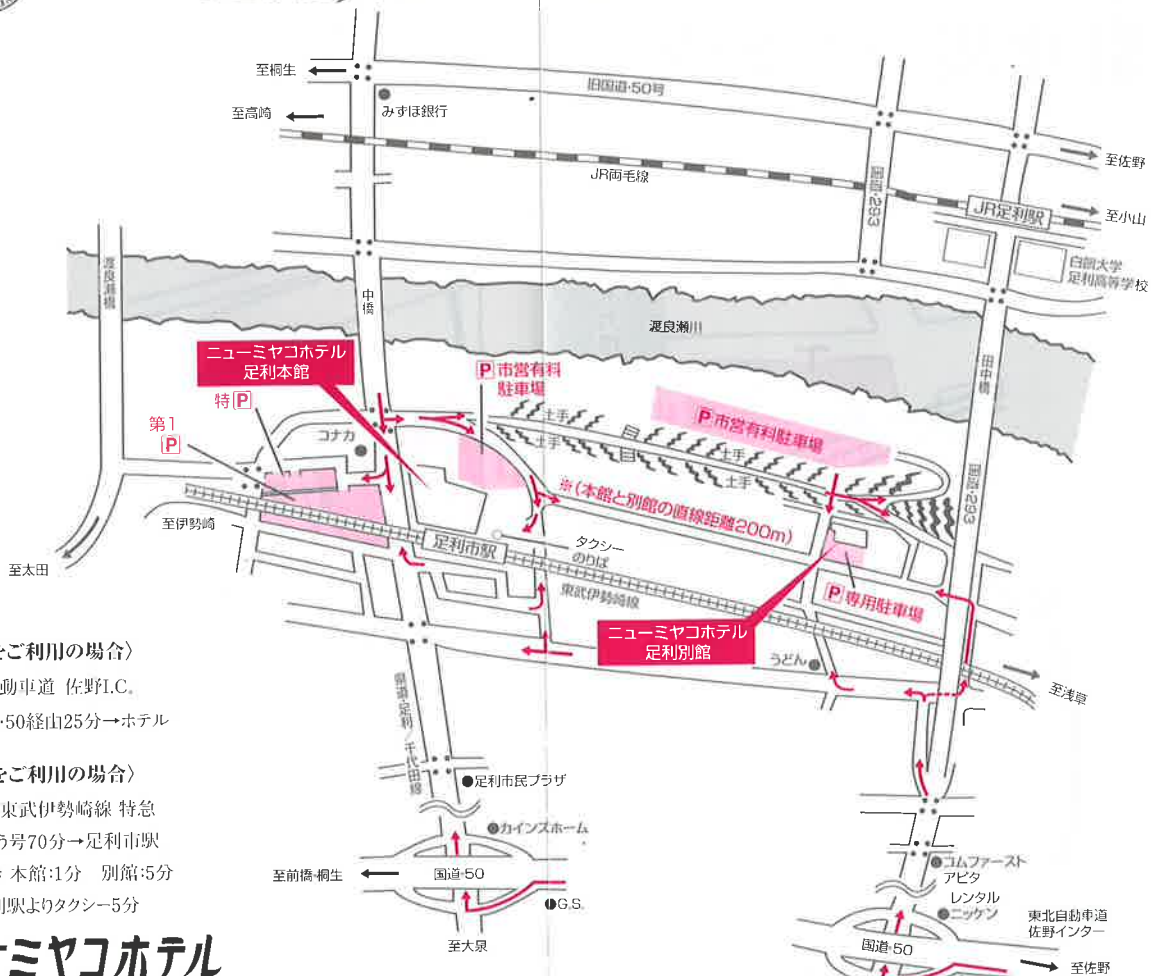 至桐生
旧国道・50号
みずほ銀行
至高崎
至佐野
JR両毛線
国道・293
JR足利駅
至小山
白鴎大学
足利高等学校
渡良瀬橋
中橋
渡良瀬川
田中橋
ニューミヤコホテル
足利本館
P市営有料
駐車場
特P
第1
P
コナカ
土手
土手
土手
土手
P市営有料駐車場
国道・293
※(本館と別館の直線距離200m)
至伊勢崎
足利市駅
タクシー
のりば
至太田
東武伊勢崎線
P専用駐車場
ニューミヤコホテル
足利別館
うどん
至浅草
をご利用の場合〉
動車道 佐野I.C.
・50経由25分→ホテル
県道・足利/千代田線
をご利用の場合〉
東武伊勢崎線 特急
う号70分→足利市駅
本館:1分 別館:5分
駅よりタクシー5分
足利市民プラザ
カインズホーム
至前橋・桐生
国道・50
G.S.
至大泉
コムファースト
アピタ
レンタル
ニッケン
東北自動車道
佐野インター
国道・50
至佐野
ミヤコホテル